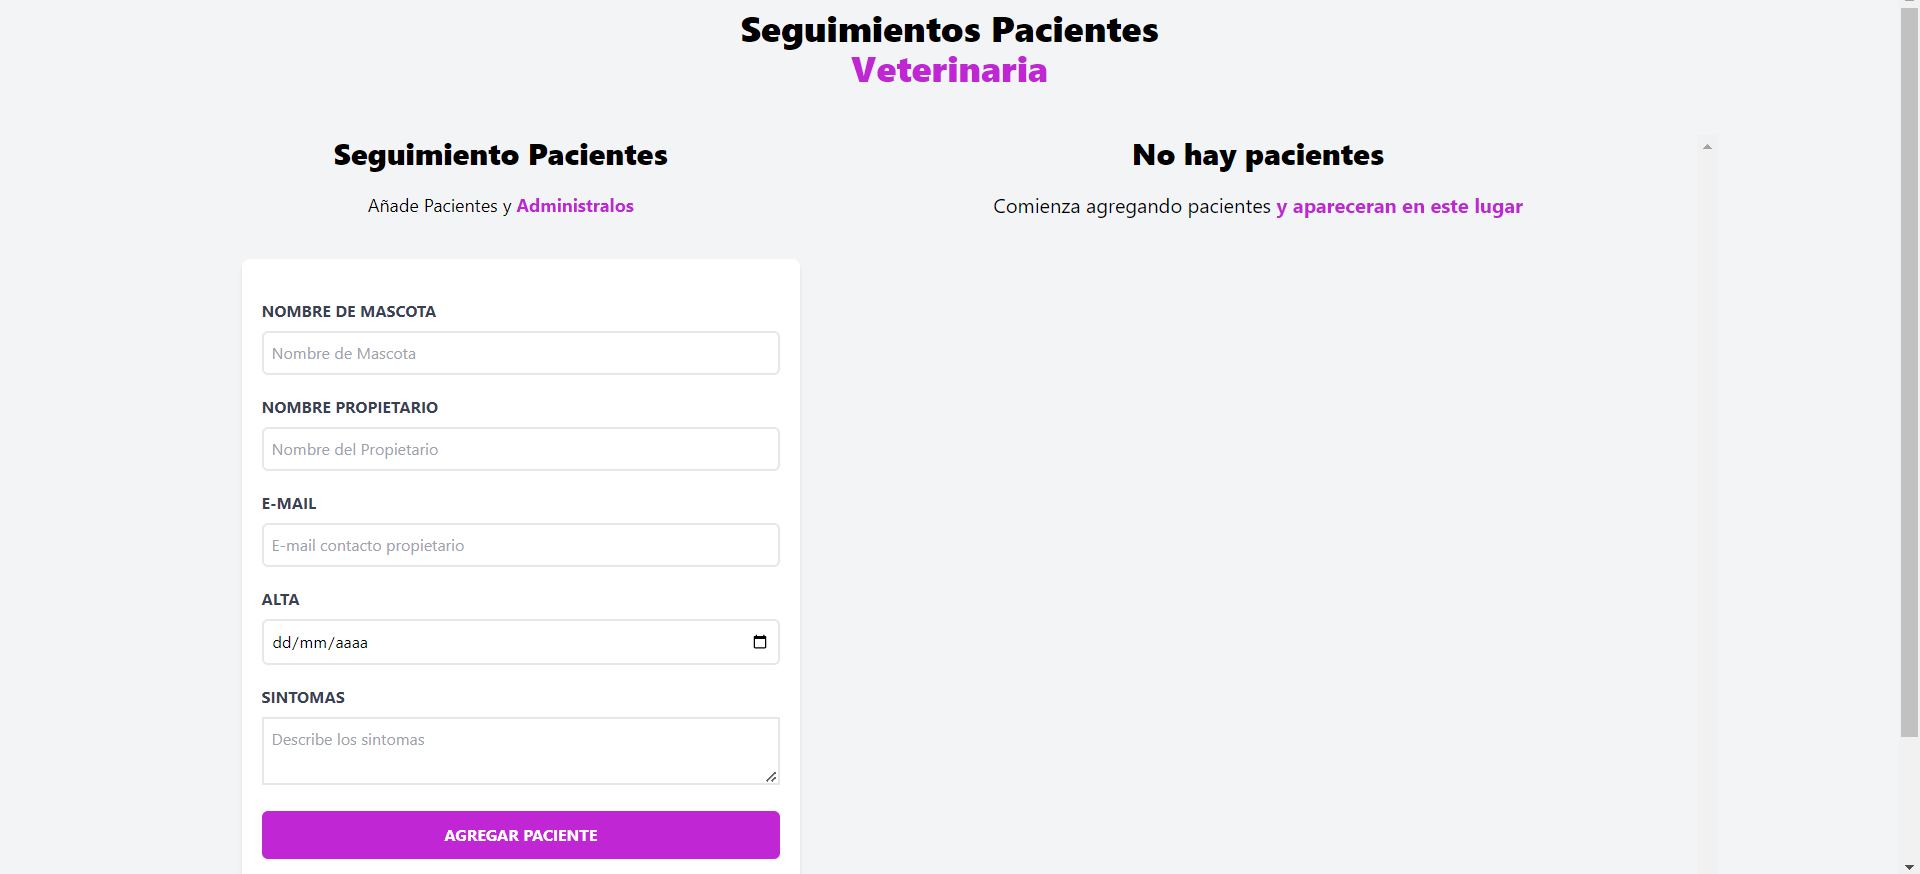 Seguimientos Pacientes
Veterinaria
Seguimiento Pacientes
Añade Pacientes y Administralos
NOMBRE DE MASCOTA
Nombre de Mascota
NOMBRE PROPIETARIO
Nombre del Propietario
E-MAIL
E-mail contacto propietario
ALTA
dd/mm/aaaa
SINTOMAS
Describe los sintomas
AGREGAR PACIENTE
No hay pacientes
Comienza agregando pacientes y apareceran en este lugar